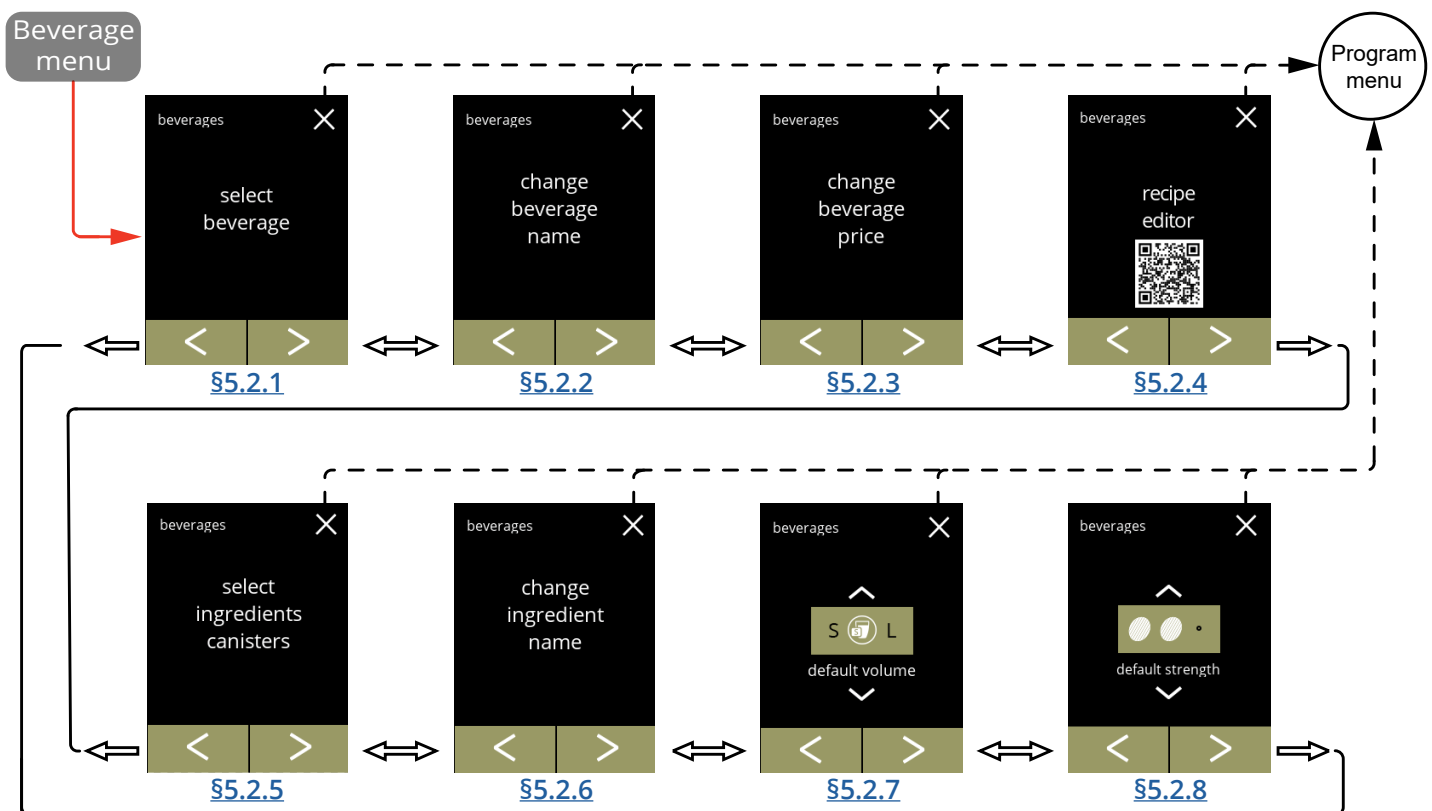 Beverage
menu
Program
menu
beverages
select
beverage
§5.2.1
beverages
change
beverage
name
§5.2.2
beverages
change
beverage
price
§5.2.3
beverages
recipe
editor
§5.2.4
beverages
select
ingredients
canisters
§5.2.5
beverages
change
ingredient
name
§5.2.6
beverages
S S L
default volume
§5.2.7
beverages
default strength
§5.2.8